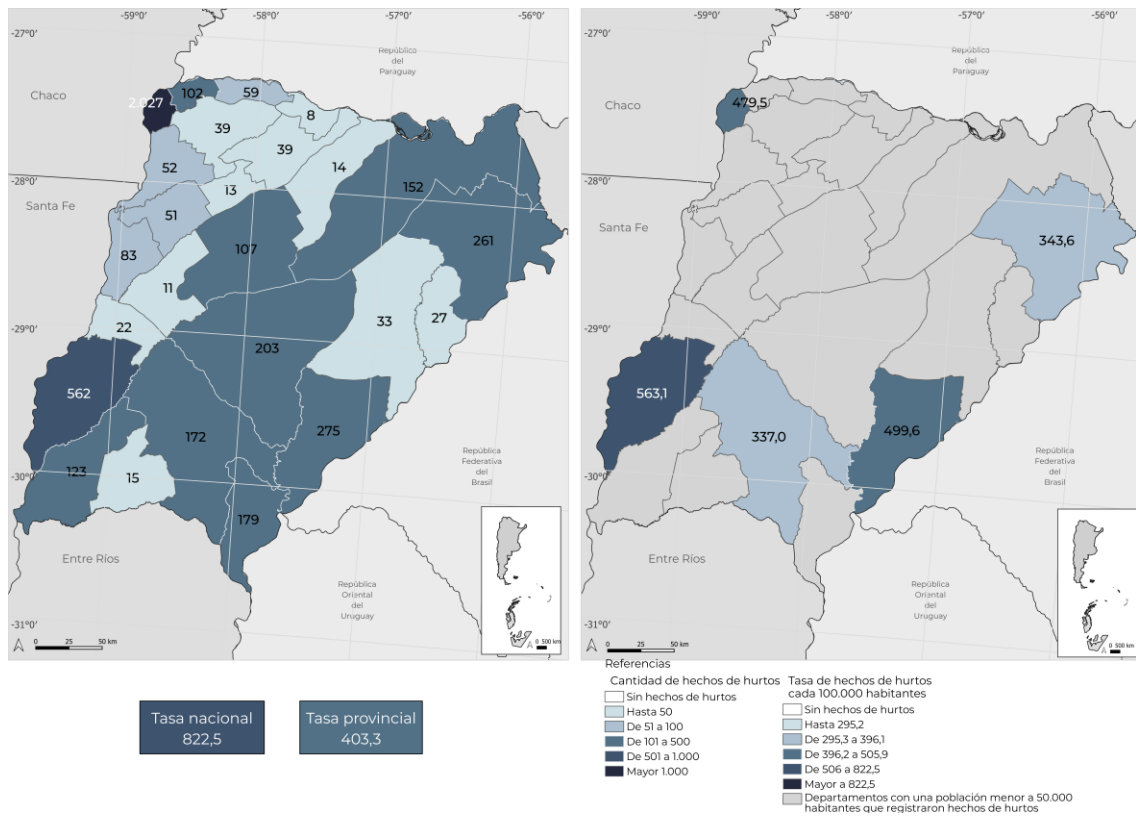 -59°0'
-58°0'
-57°0'
-56°0'
-27°0'
República
del
Paraguay
Chaco
2.027
102
59
8
39
39
14
52
-28°0'
13
152
Santa Fe
51
261
107
83
11
33
27
22
-29°0'
203
562
172
275
123
15
República
Federativa
del
Brasil
-30°0'
179
Entre Ríos
República
Oriental
del
Uruguay
-31°0'
A
0 25 50 km
A
0 500 km
-59°0'
-58°0'
-57°0'
-56°0'
-27°0'
República
del
Paraguay
Chaco
479,5
-28°0'
Santa Fe
343,6
-29°0'
563,1
337,0
499,6
República
Federativa
del
Brasil
-30°0'
Entre Ríos
República
Oriental
del
Uruguay
-31°0'
A
0 25 50 km
A
0 500 km
Tasa nacional
822,5
Tasa provincial
403,3
Referencias
Cantidad de hechos de hurtos
Sin hechos de hurtos
Hasta 50
De 51 a 100
De 101 a 500
De 501 a 1.000
Mayor 1.000
Tasa de hechos de hurtos
cada 100.000 habitantes
Sin hechos de hurtos
Hasta 295,2
De 295,3 a 396,1
De 396,2 a 505,9
De 506 a 822,5
Mayor a 822,5
Departamentos con una población menor a 50.000
habitantes que registraron hechos de hurtos